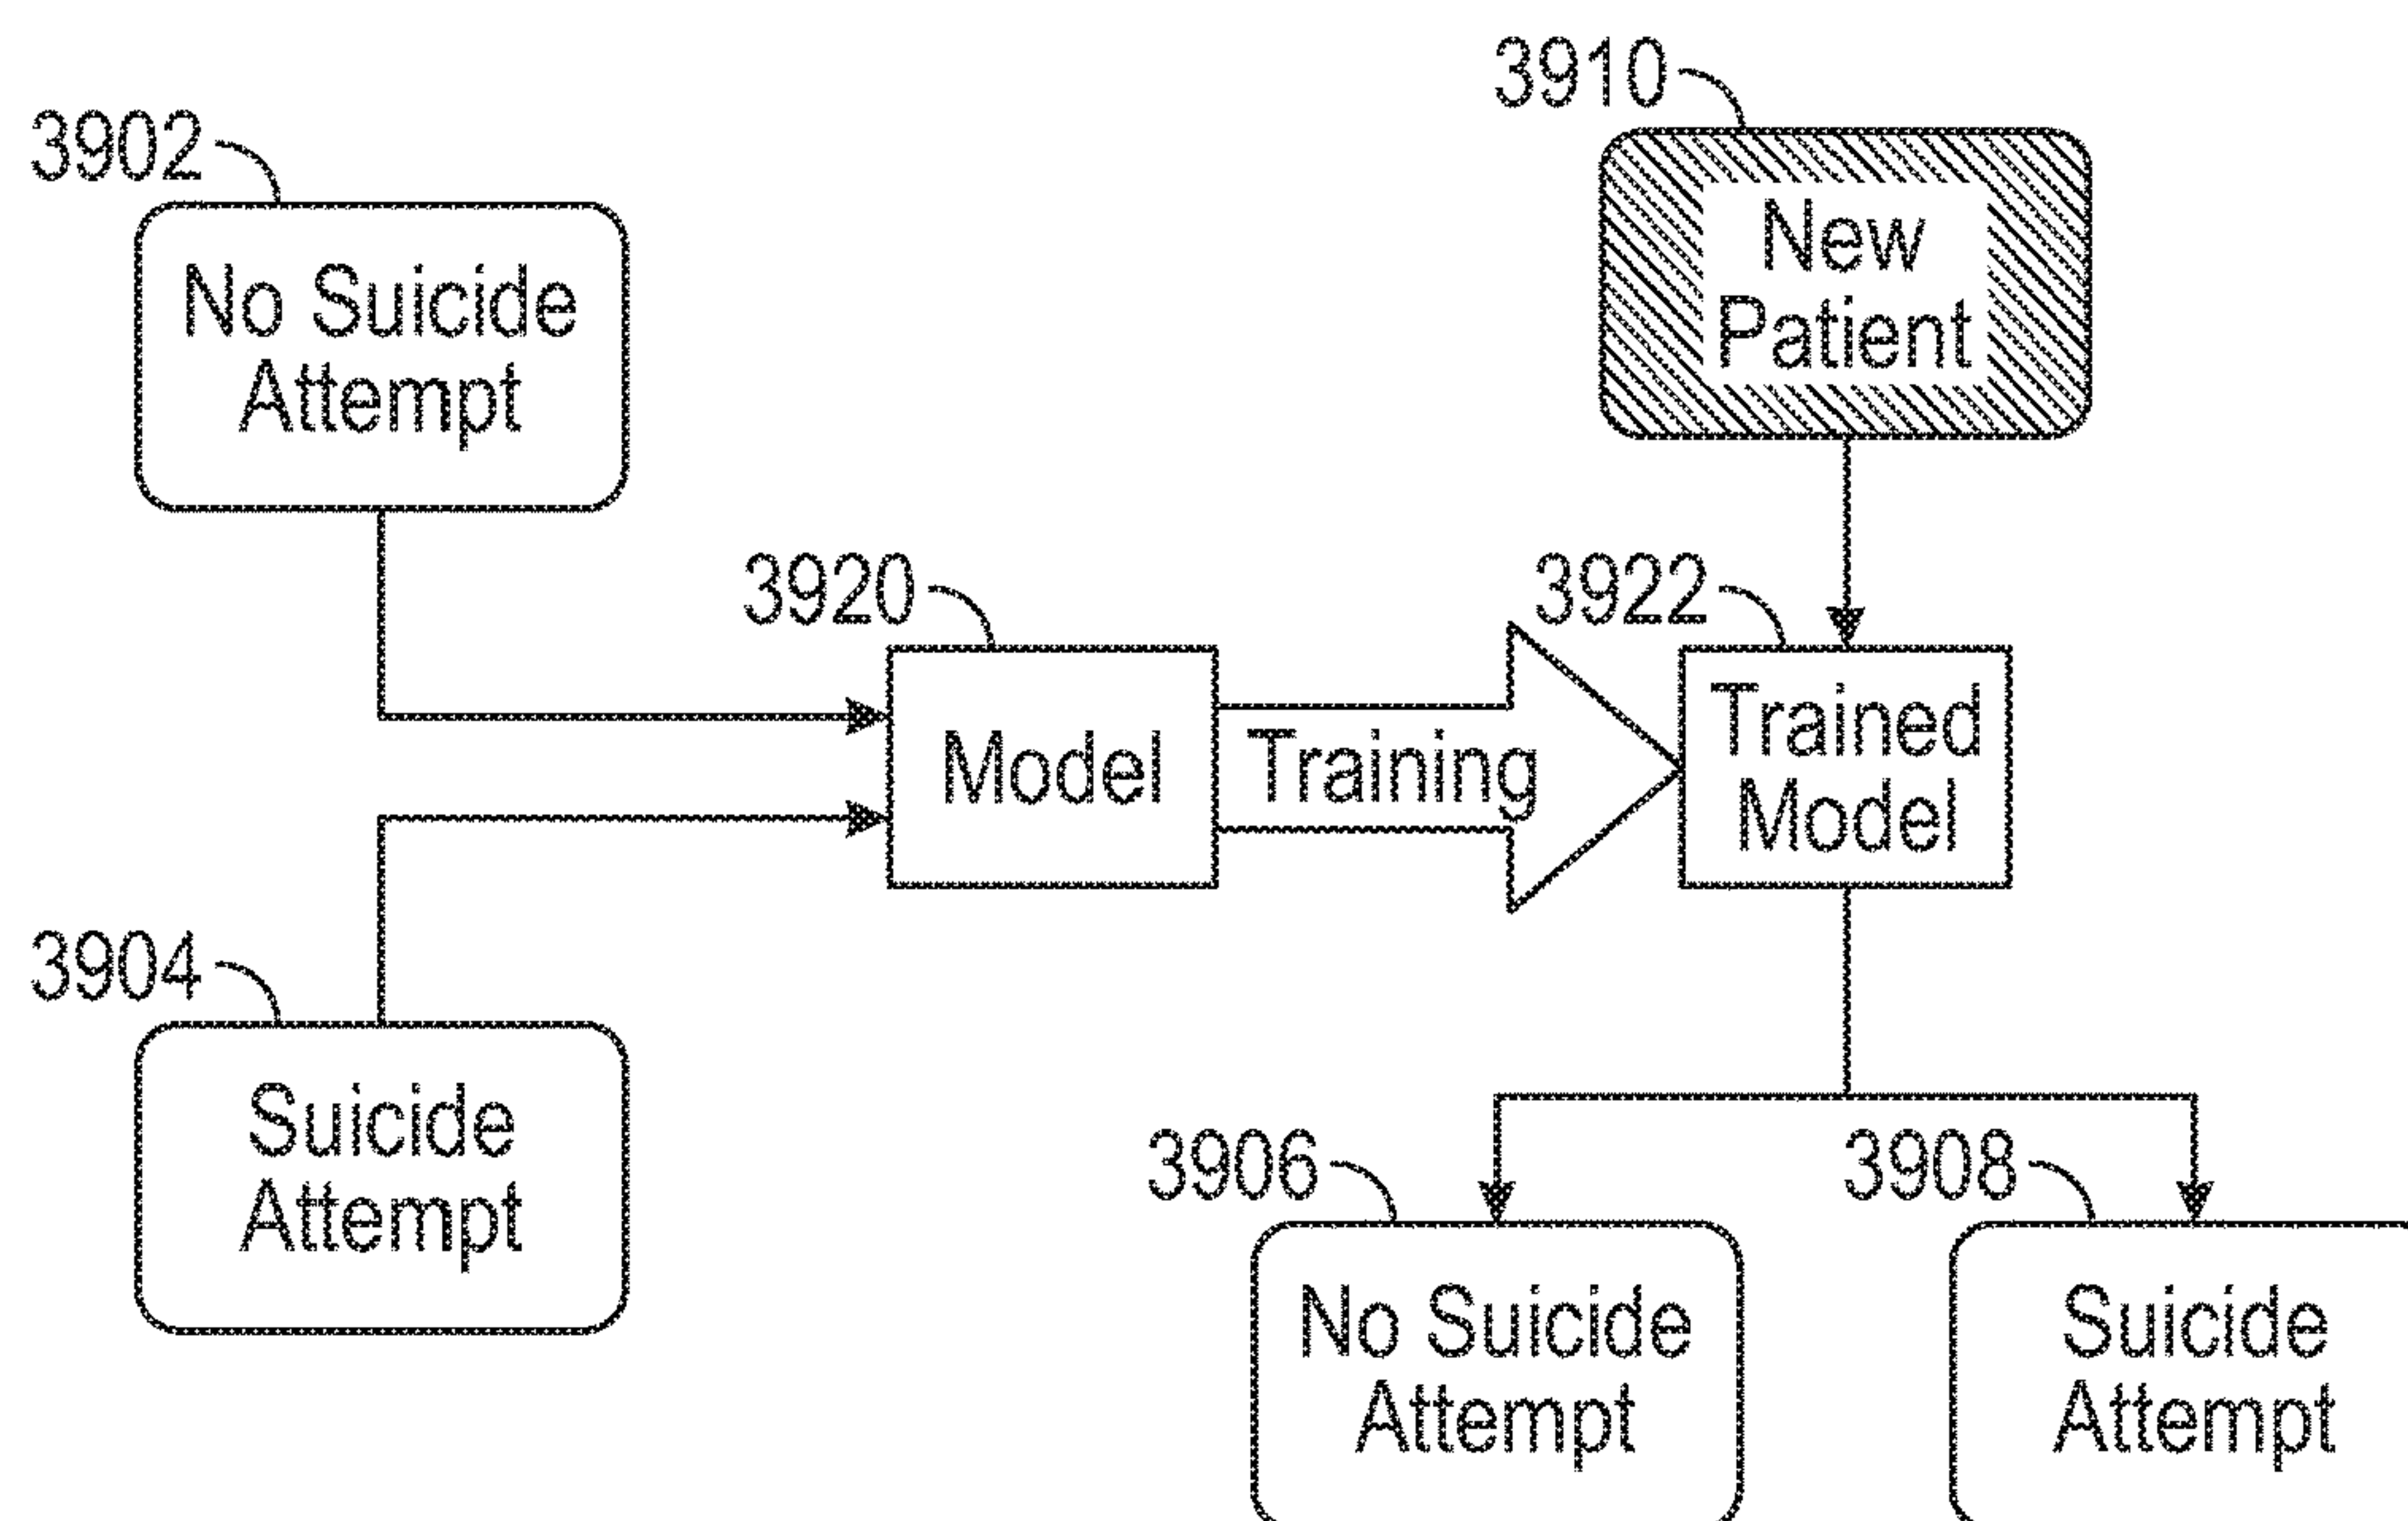 3910
3902
New
Patient
No Suicide
Attempt
3920
3922
Model
Training
Trained
Model
3904
Suicide
Attempt
3906
3908
No Suicide
Attempt
Suicide
Attempt